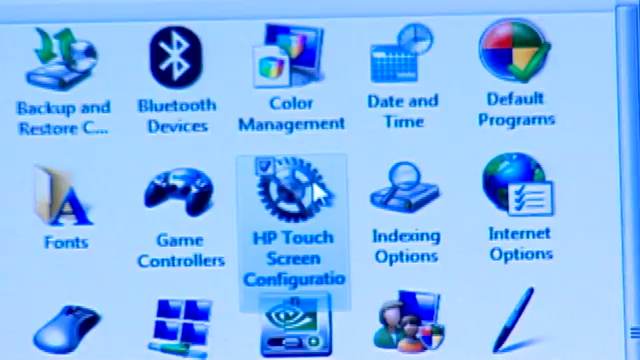 Backup and
Restore C...
Bluetooth
Devices
Color
Management
Date and
Time
Default
Programs
Fonts
Game
Controllers
HP Touch
Screen
Configuratio
n
Indexing
Options
Internet
Options